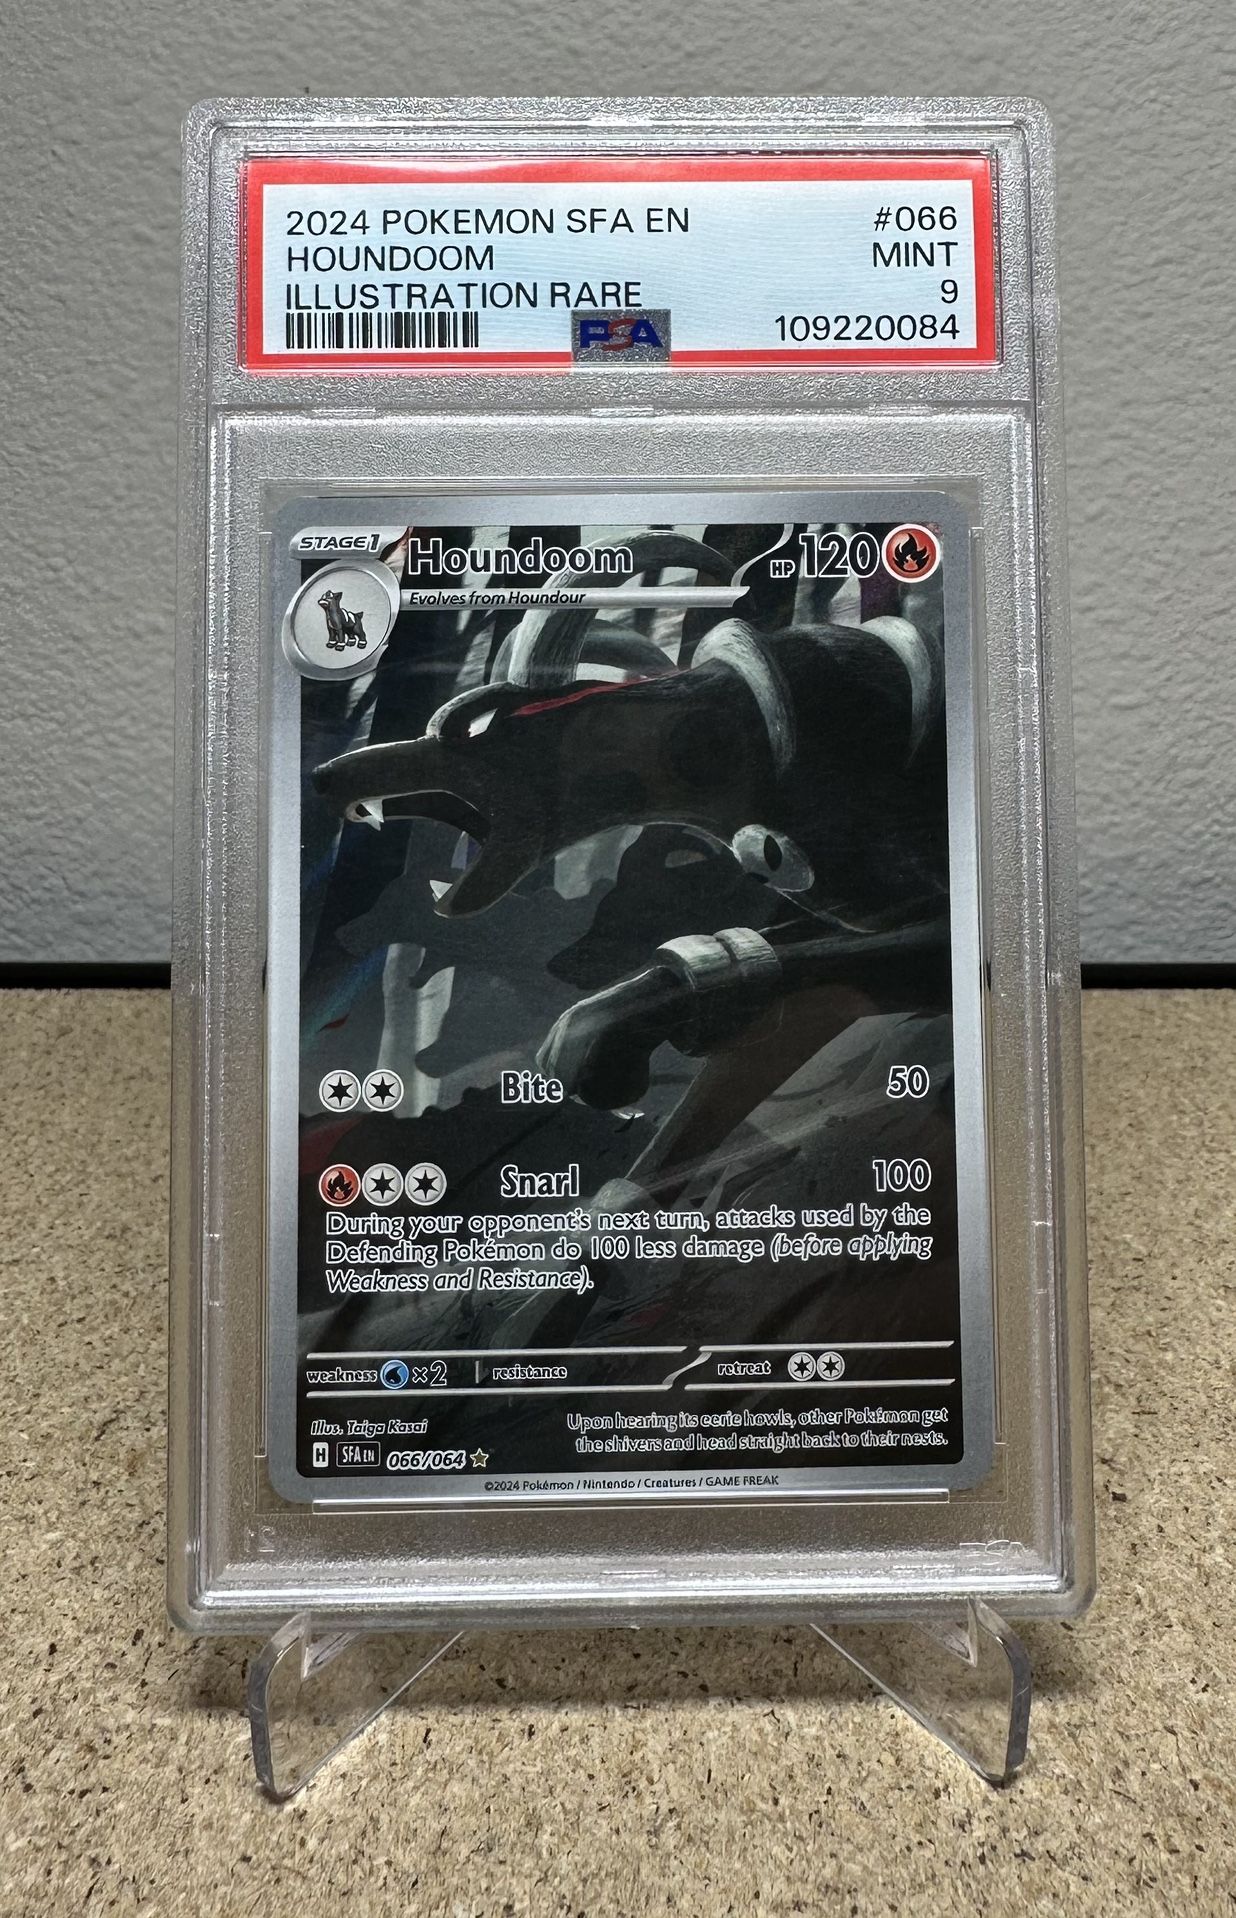 2024 POKEMON SFA EN #066
HOUNDOOM MINT
ILLUSTRATION RARE 9
PSA 109220084
STAGE1 Houndoom HP 120
Evolves from Houndour
Bite 50
Snarl 100
During your opponent's next turn, attacks used by the
Defending Pokémon do 100 less damage (before applying
Weakness and Resistance).
weakness ×2 resistance retreat
Illus. Taiga Kasai
Upon hearing its eerie howls, other Pokémon get
the shivers and head straight back to their nests.
H SFA EN 066/064
©2024 Pokémon / Nintendo / Creatures / GAME FREAK